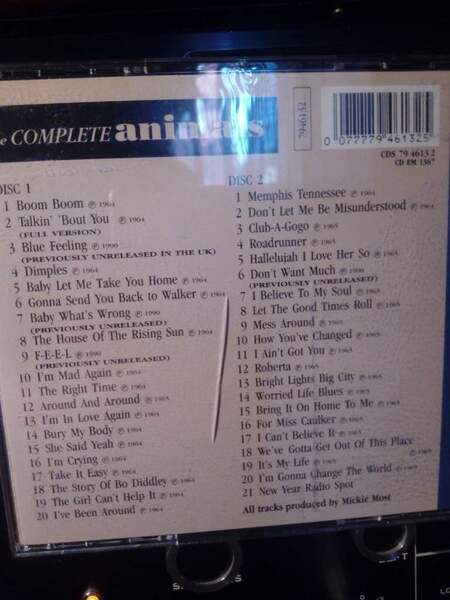 e COMPLETE animals
7946132
0 077779 461325
CDS 79 4613 2
CD EM 1367
DISC 1
1 Boom Boom ℗ 1964
2 Talkin' 'Bout You ℗ 1964
(FULL VERSION)
3 Blue Feeling ℗ 1990
(PREVIOUSLY UNRELEASED IN THE UK)
4 Dimples ℗ 1964
5 Baby Let Me Take You Home ℗ 1964
6 Gonna Send You Back to Walker ℗ 1964
7 Baby What's Wrong ℗ 1990
(PREVIOUSLY UNRELEASED)
8 The House Of The Rising Sun ℗ 1964
9 F-E-E-L ℗ 1990
(PREVIOUSLY UNRELEASED)
10 I'm Mad Again ℗ 1964
11 The Right Time ℗ 1964
12 Around And Around ℗ 1965
13 I'm In Love Again ℗ 1964
14 Bury My Body ℗ 1964
15 She Said Yeah ℗ 1964
16 I'm Crying ℗ 1964
17 Take It Easy ℗ 1964
18 The Story Of Bo Diddley ℗ 1964
19 The Girl Can't Help It ℗ 1964
20 I've Been Around ℗ 1964
DISC 2
1 Memphis Tennessee ℗ 1964
2 Don't Let Me Be Misunderstood ℗ 1964
3 Club-A-Gogo ℗ 1965
4 Roadrunner ℗ 1965
5 Hallelujah I Love Her So ℗ 1965
6 Don't Want Much ℗ 1990
(PREVIOUSLY UNRELEASED)
7 I Believe To My Soul ℗ 1965
8 Let The Good Times Roll ℗ 1965
9 Mess Around ℗ 1965
10 How You've Changed ℗ 1965
11 I Ain't Got You ℗ 1965
12 Roberta ℗ 1965
13 Bright Lights Big City ℗ 1965
14 Worried Life Blues ℗ 1965
15 Bring It On Home To Me ℗ 1965
16 For Miss Caulker ℗ 1965
17 I Can't Believe It ℗ 1965
18 We've Gotta Get Out Of This Place ℗ 1965
19 It's My Life ℗ 1965
20 I'm Gonna Change The World ℗ 1965
21 New Year Radio Spot
All tracks produced by Mickie Most